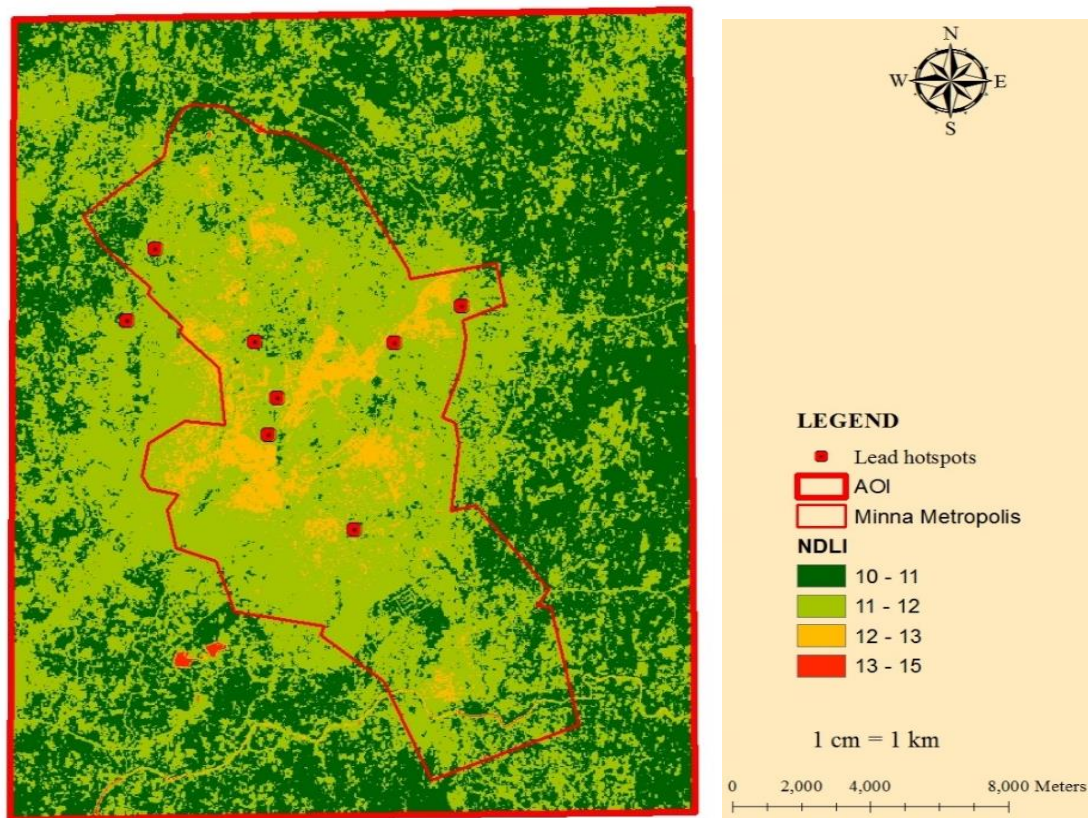 N
W E
S
LEGEND
Lead hotspots
AOI
Minna Metropolis
NDLI
10 - 11
11 - 12
12 - 13
13 - 15
1 cm = 1 km
0 2,000 4,000 8,000 Meters